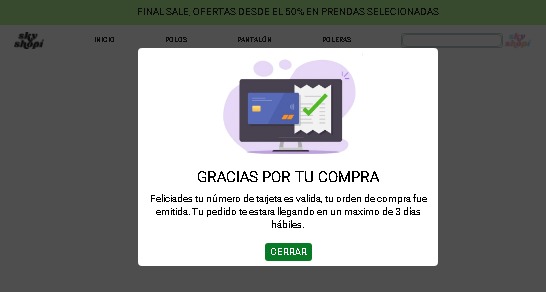 FINAL SALE, OFERTAS DESDE EL 50% EN PRENDAS SELECCIONADAS
sky shopi
INICIO POLOS PANTALÓN POLERAS
sky shopi
GRACIAS POR TU COMPRA
Feliciades tu número de tarjeta es valida, tu orden de compra fue
emitida. Tu pedido te estara llegando en un maximo de 3 días
hábiles.
CERRAR